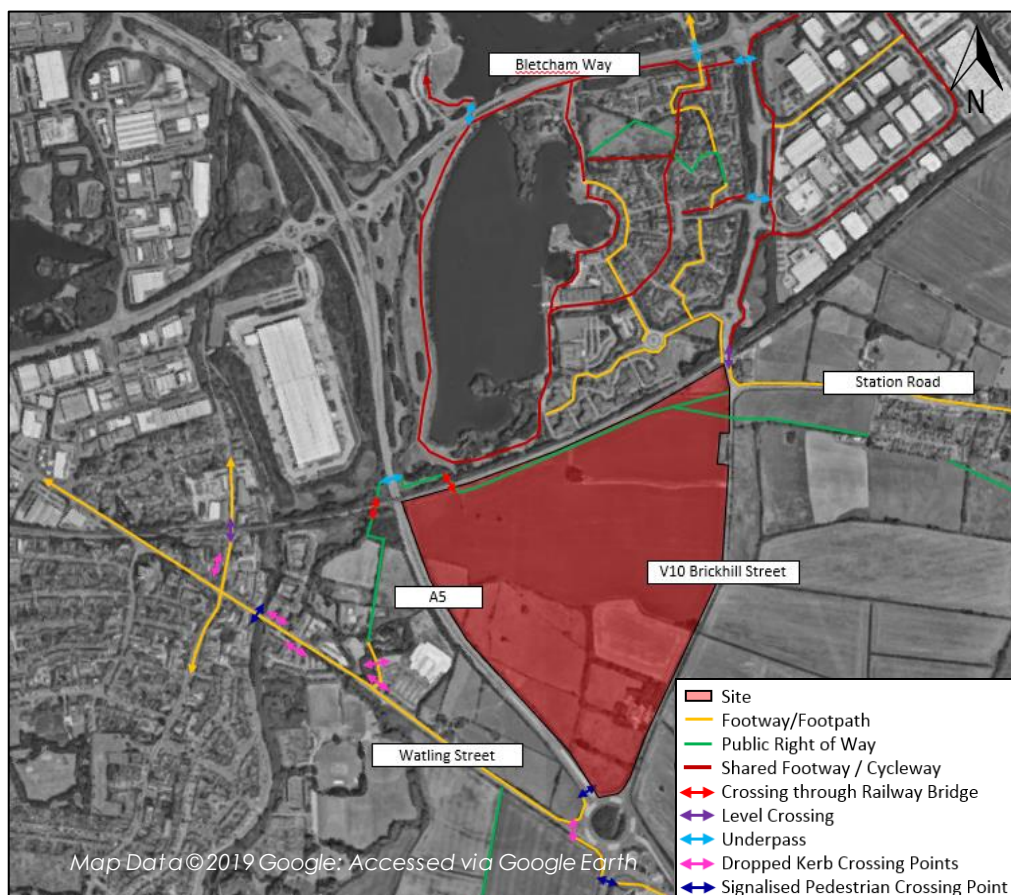 Bletcham Way
N
Station Road
V10 Brickhill Street
A5
Watling Street
Site
Footway/Footpath
Public Right of Way
Shared Footway / Cycleway
Crossing through Railway Bridge
Level Crossing
Underpass
Dropped Kerb Crossing Points
Signalised Pedestrian Crossing Point
Map Data ©2019 Google: Accessed via Google Earth